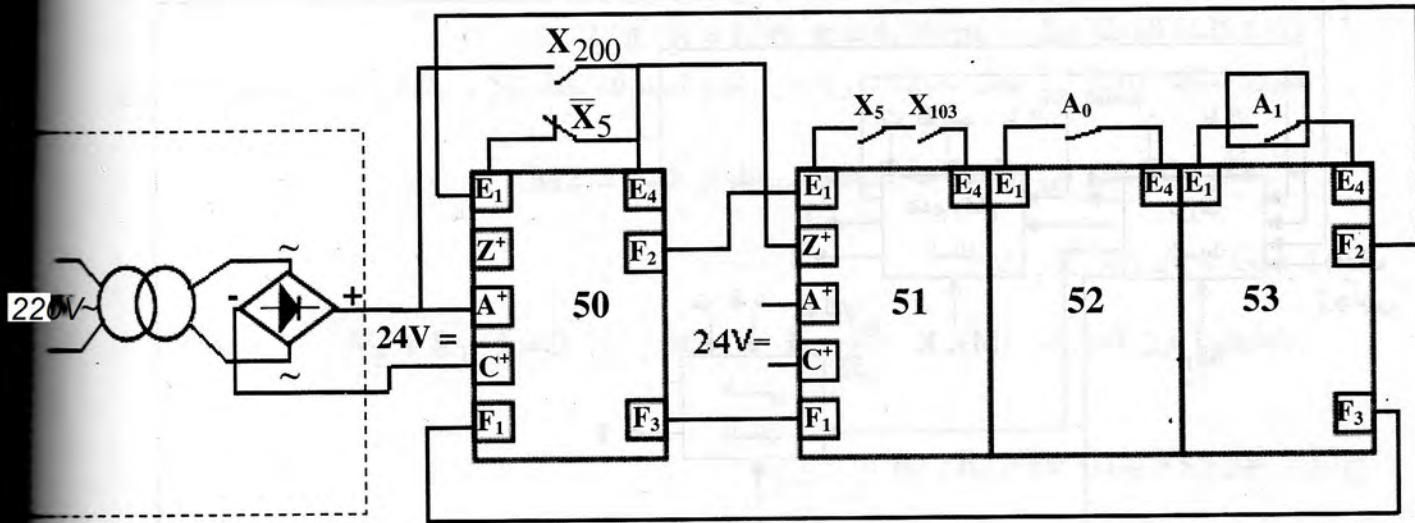 X200
X̅5
X5 X103 A0 A1
E1 E4 E1 E4 E1 E4 E1 E4
Z+ F2 Z+ F2
~
220V~ - + A+ 50 A+ 51 52 53
24V = 24V=
~ C+ C+
F1 F3 F1 F3